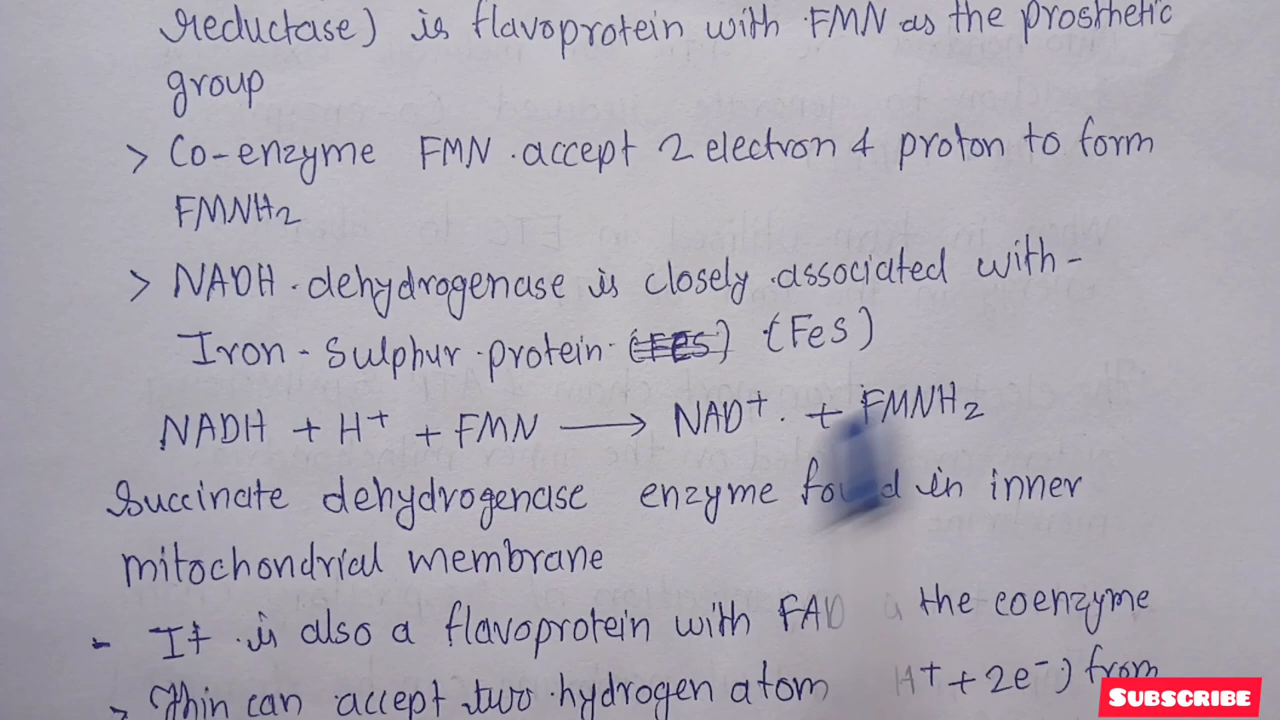 reductase) is flavoprotein with FMN as the prosthetic
group
> Co-enzyme FMN accept 2 electron & proton to form
FMNH2
> NADH dehydrogenase is closely associated with -
Iron - Sulphur protein (FeS) (FeS)
NADH + H+ + FMN ⟶ NAD+ + FMNH2
Succinate dehydrogenase enzyme found in inner
mitochondrial membrane
- It is also a flavoprotein with FAD the coenzyme
> Thin can accept two hydrogen atom H+ + 2e-) from
SUBSCRIBE